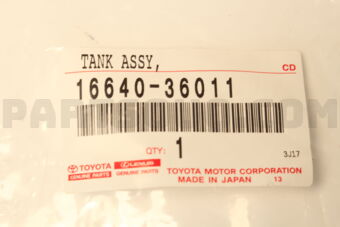 TANK ASSY,
CD
16640-36011
QTY: 1
3J17
TOYOTA
GENUINE PARTS
LEXUS
GENUINE PARTS
TOYOTA MOTOR CORPORATION
MADE IN JAPAN 13